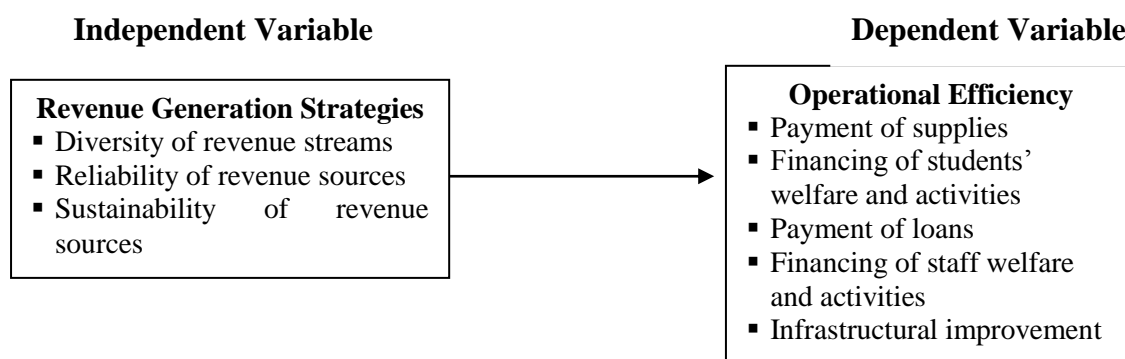 Independent Variable
Dependent Variable
Revenue Generation Strategies
▪ Diversity of revenue streams
▪ Reliability of revenue sources
▪ Sustainability of revenue
sources
Operational Efficiency
▪ Payment of supplies
▪ Financing of students’
welfare and activities
▪ Payment of loans
▪ Financing of staff welfare
and activities
▪ Infrastructural improvement